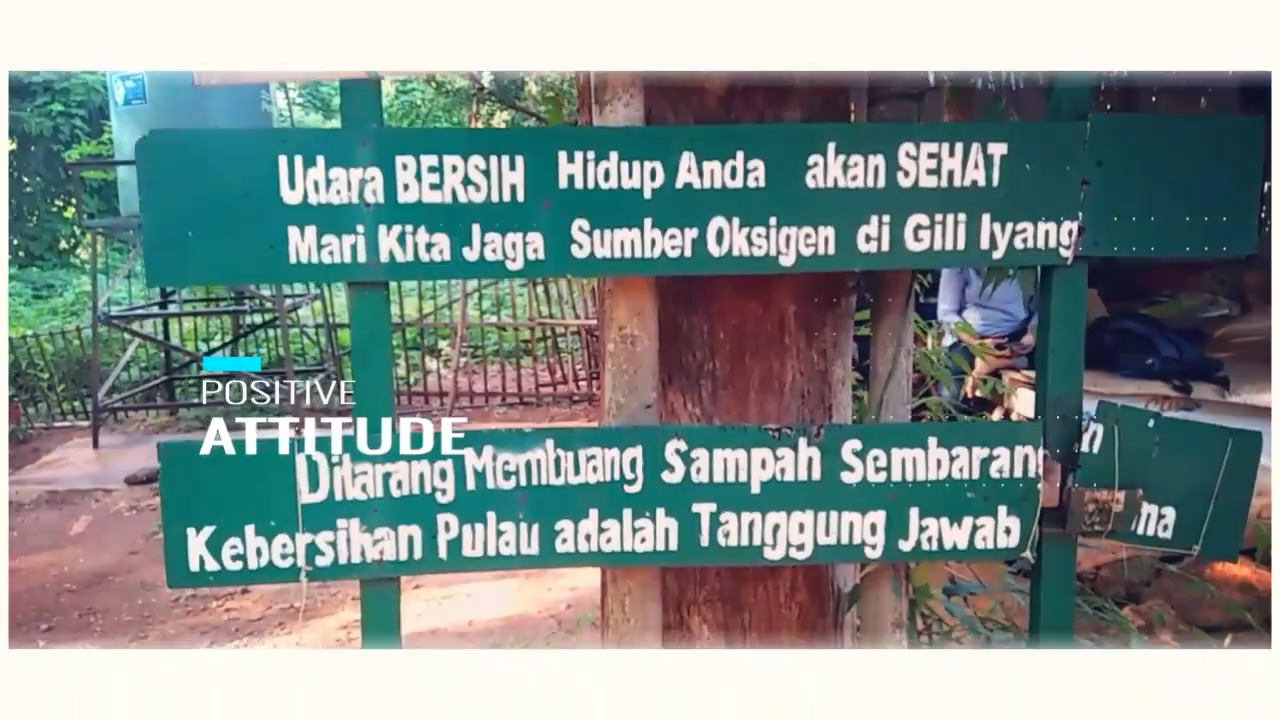 Udara BERSIH Hidup Anda akan SEHAT
Mari Kita Jaga Sumber Oksigen di Gili Iyang
POSITIVE
ATTITUDE
Dilarang Membuang Sampah Sembaran
Kebersihan Pulau adalah Tanggung Jawab